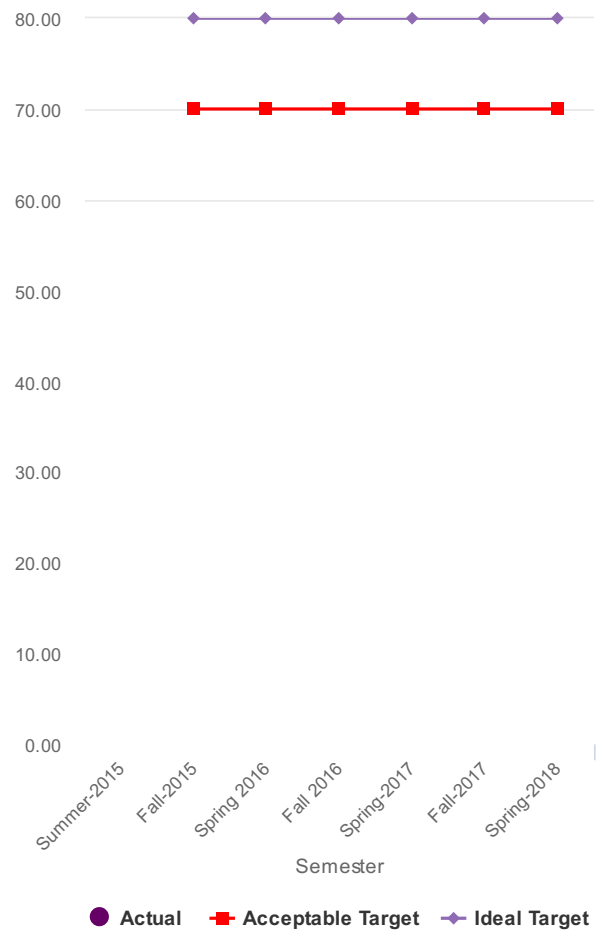 80.00
70.00
60.00
50.00
40.00
30.00
20.00
10.00
0.00
Summer-2015
Fall-2015
Spring 2016
Fall 2016
Spring-2017
Fall-2017
Spring-2018
Semester
Actual Acceptable Target Ideal Target